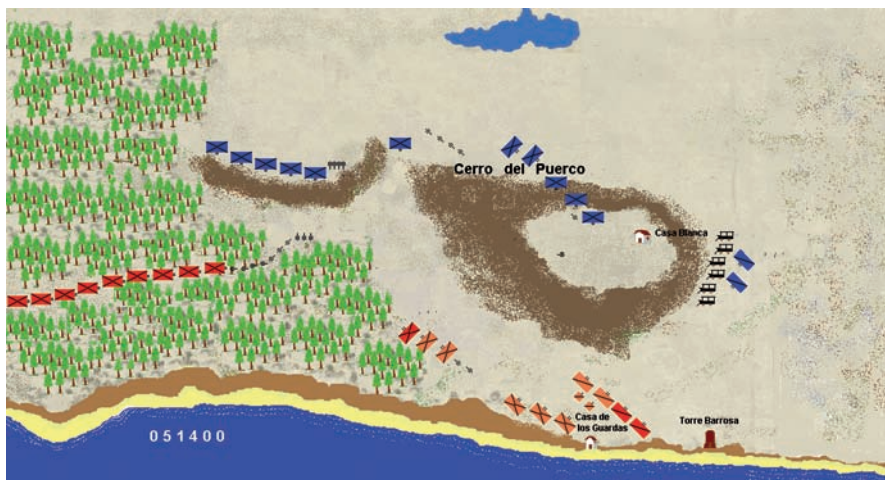 Cerro del Puerco
Casa Blanca
Casa de
los Guardas
Torre Barrosa
051400